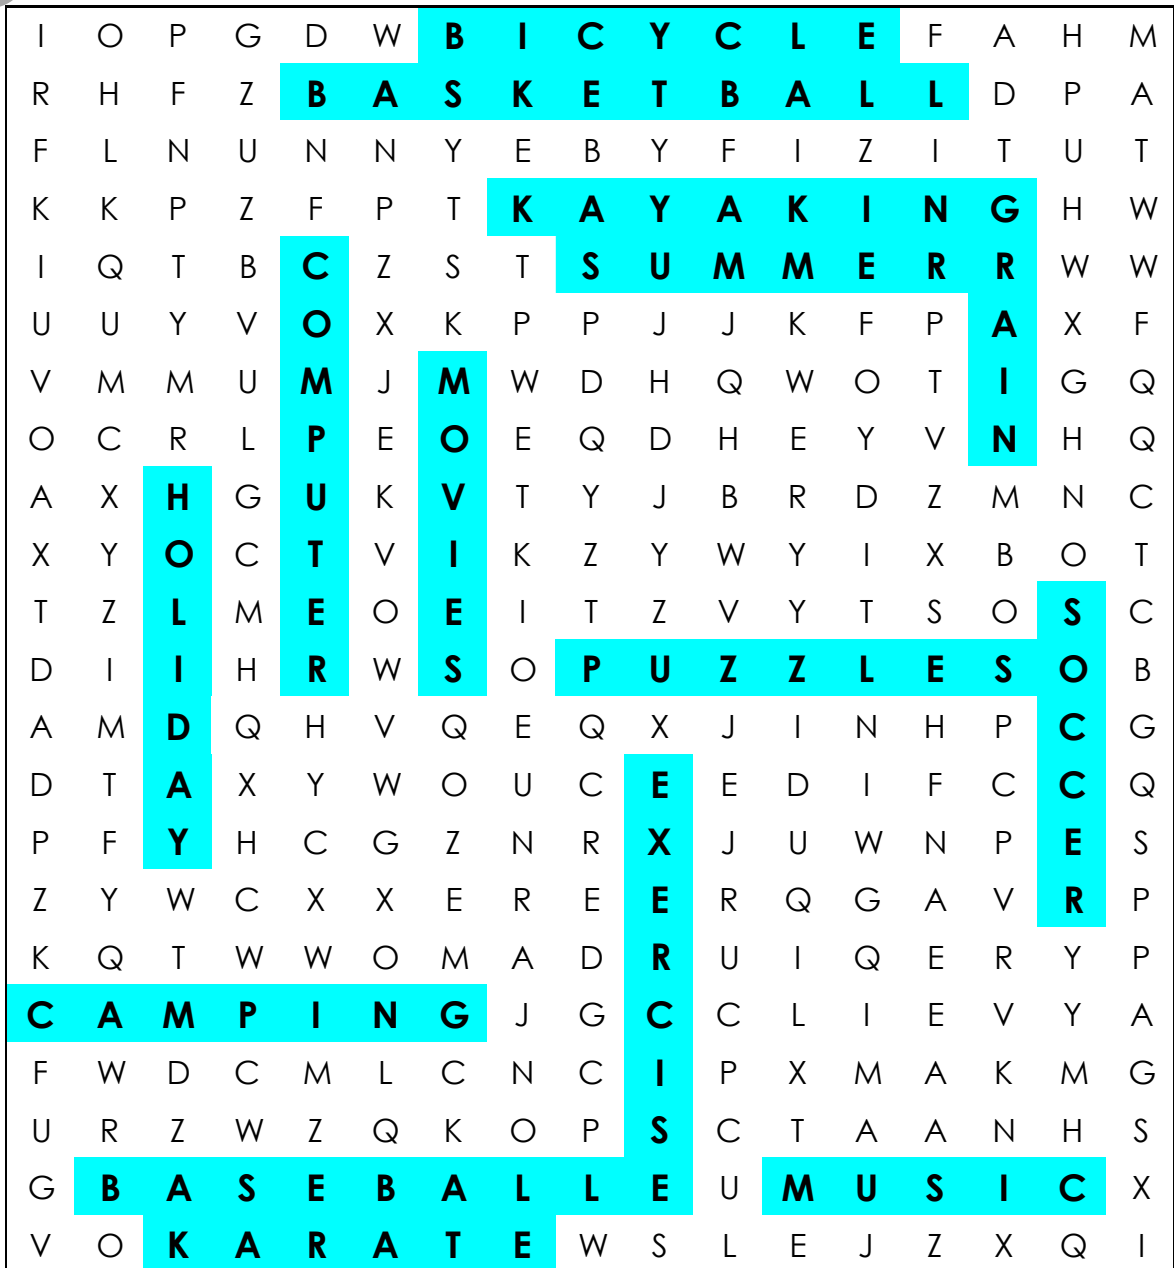 I O P G D W B I C Y C L E F A H M
R H F Z B A S K E T B A L L D P A
F L N U N N Y E B Y F I Z I T U T
K K P Z F P T K A Y A K I N G H W
I Q T B C Z S T S U M M E R R W W
U U Y V O X K P P J J K F P A X F
V M M U M J M W D H Q W O T I G Q
O C R L P E O E Q D H E Y V N H Q
A X H G U K V T Y J B R D Z M N C
X Y O C T V I K Z Y W Y I X B O T
T Z L M E O E I T Z V Y T S O S C
D I I H R W S O P U Z Z L E S O B
A M D Q H V Q E Q X J I N H P C G
D T A X Y W O U C E E D I F C C Q
P F Y H C G Z N R X J U W N P E S
Z Y W C X X E R E E R Q G A V R P
K Q T W W O M A D R U I Q E R Y P
C A M P I N G J G C C L I E V Y A
F W D C M L C N C I P X M A K M G
U R Z W Z Q K O P S C T A A N H S
G B A S E B A L L E U M U S I C X
V O K A R A T E W S L E J Z X Q I